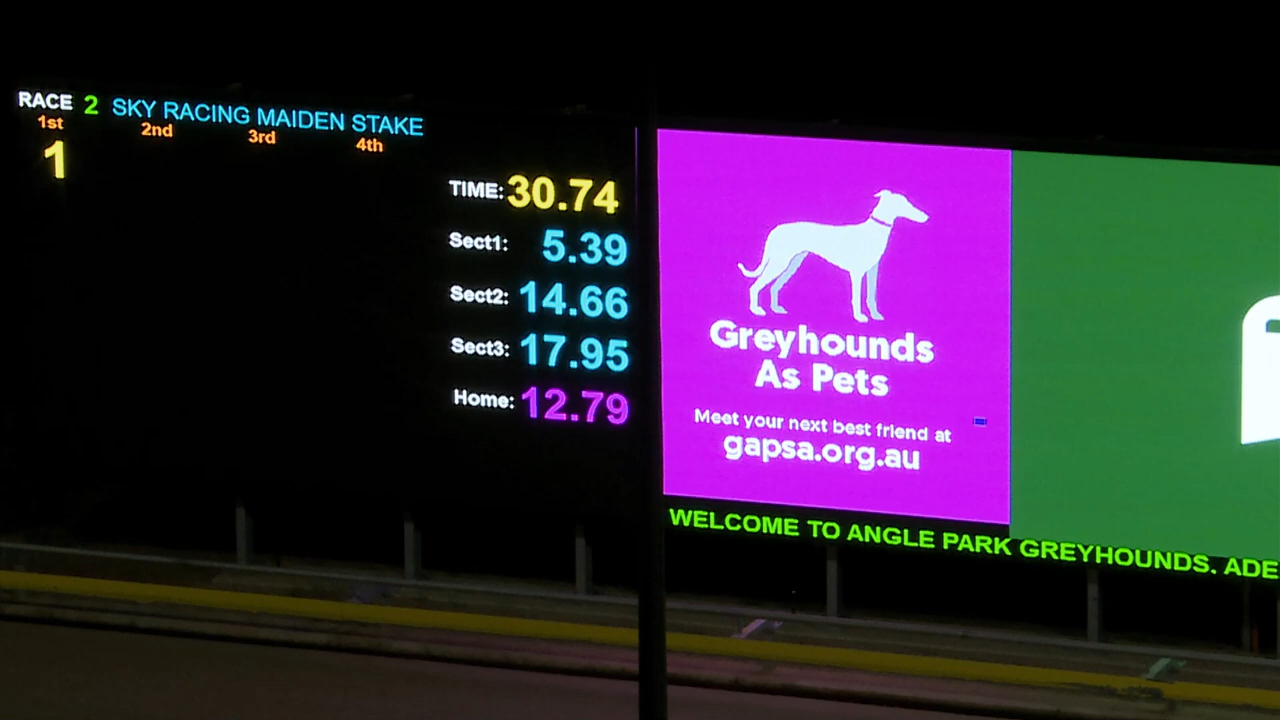 RACE 2 SKY RACING MAIDEN STAKE
1st 2nd 3rd 4th
1
TIME: 30.74
Sect1: 5.39
Sect2: 14.66
Sect3: 17.95
Home: 12.79
Greyhounds
As Pets
Meet your next best friend at
gapsa.org.au
WELCOME TO ANGLE PARK GREYHOUNDS. ADE